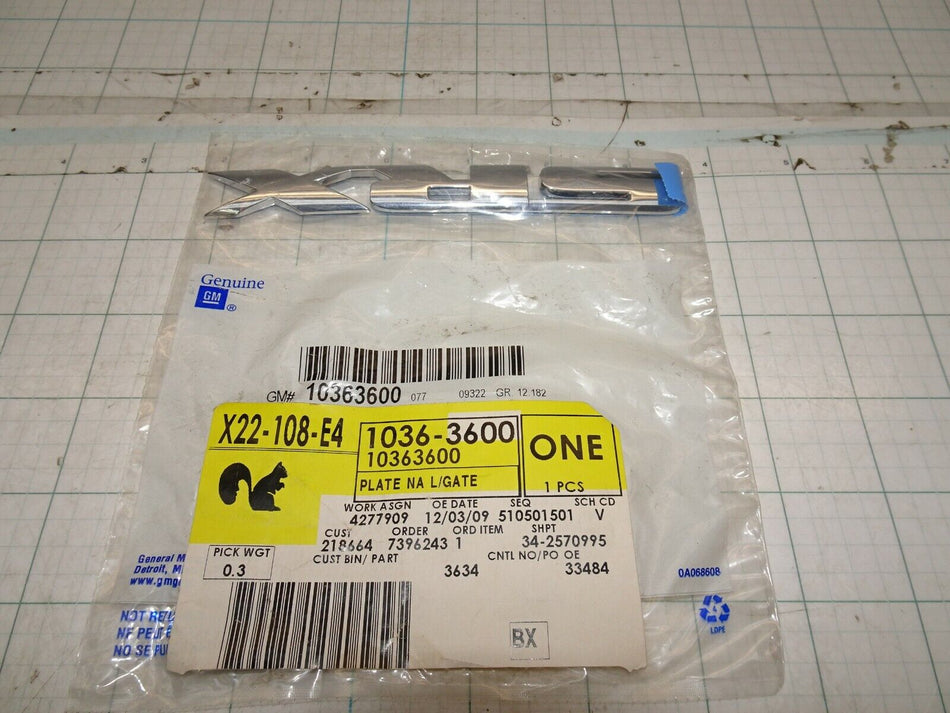 Genuine
GM ®
GM# 10363600 077 09322 GR 12.182
X22-108-E4
1036-3600
10363600
PLATE NA L/GATE
ONE
1 PCS
WORK ASGN OE DATE SEQ SCH CD
4277909 12/03/09 510501501 V
CUST ORDER ORD ITEM SHPT
218664 7396243 1 34-2570995
CUST BIN/ PART CNTL NO/PO OE
3634 33484
PICK WGT
0.3
BX
General M
Detroit, M
www.gmg
0A068608
LDPE
NOT RE
NO SE